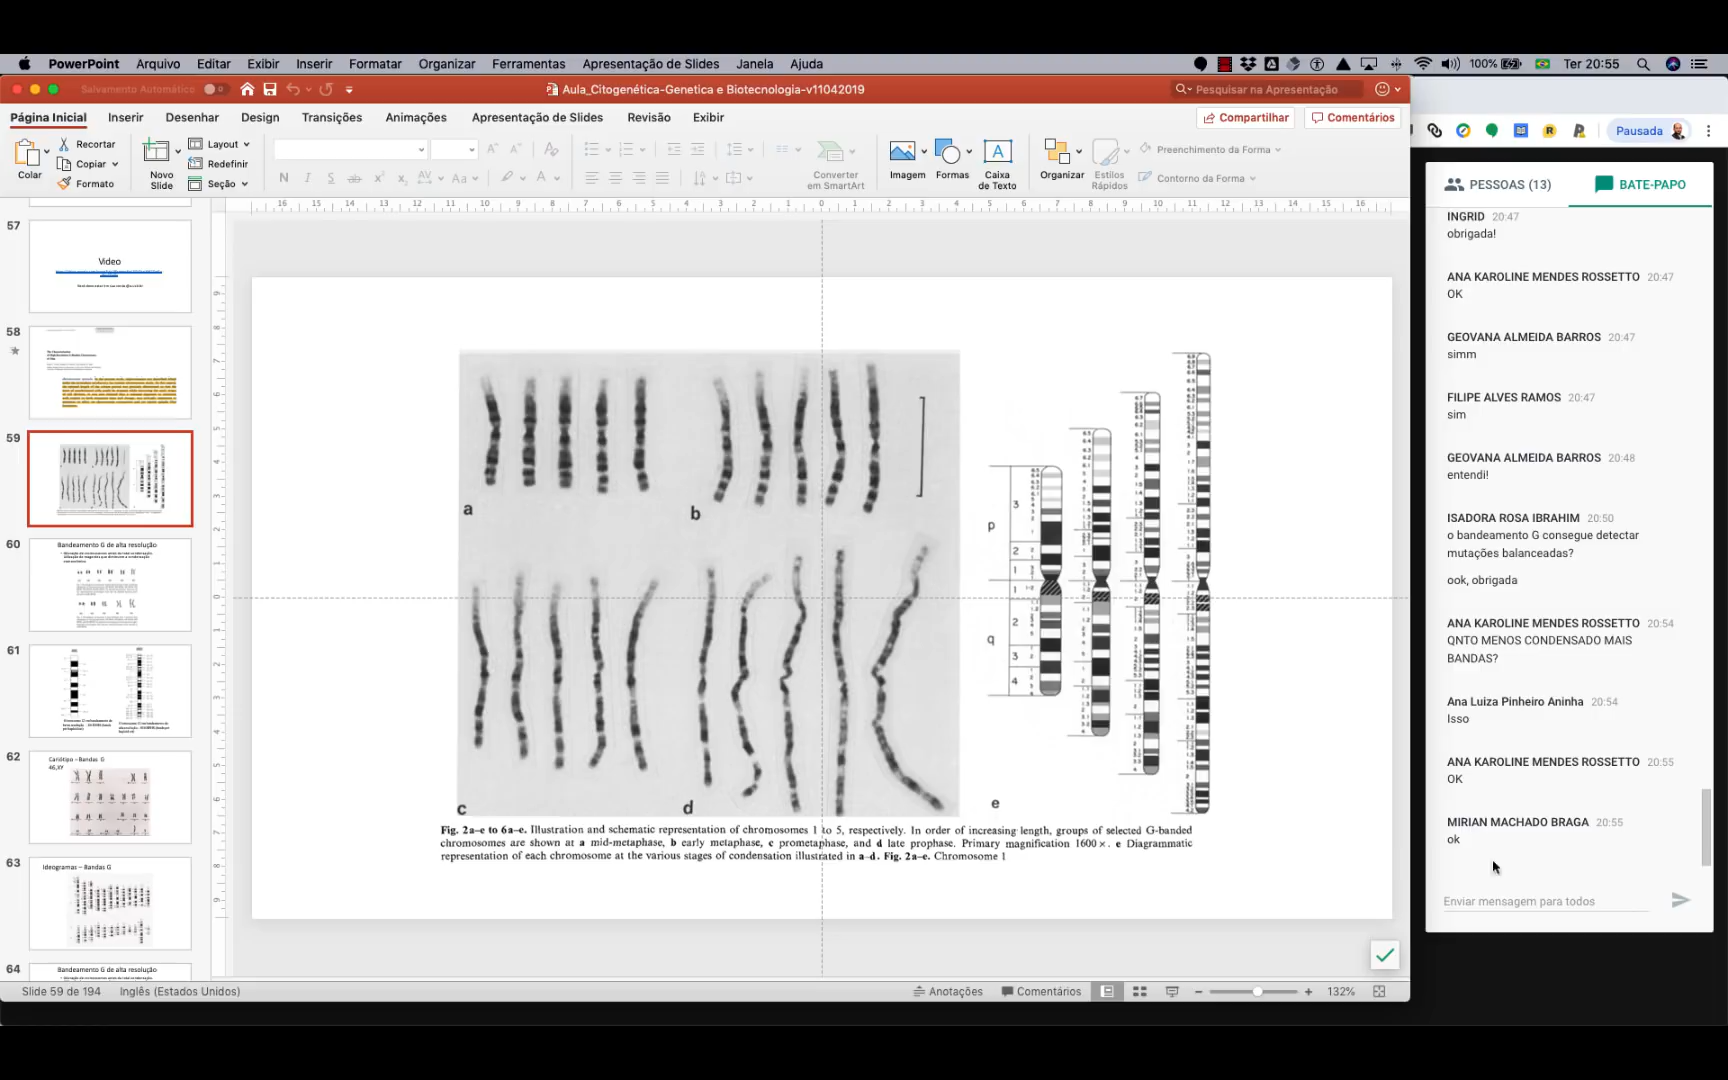 PowerPoint Arquivo Editar Exibir Inserir Formatar Organizar Ferramentas Apresentação de Slides Janela Ajuda
100% Ter 20:55
Salvamento Automático
Aula_Citogenética-Genetica e Biotecnologia-v11042019
Pesquisar na Apresentação
Página Inicial Inserir Desenhar Design Transições Animações Apresentação de Slides Revisão Exibir
Compartilhar Comentários
Colar
Recortar
Copiar
Formato
Novo Slide
Layout
Redefinir
Seção
Converter em SmartArt
Imagem
Formas
Caixa de Texto
Organizar
Estilos Rápidos
Preenchimento da Forma
Contorno da Forma
Pausada
57
Video
58
59
60
Bandeamento G de alta resolução
61
62
Cariótipo – Bandas G
46,XY
63
Ideogramas – Bandas G
64
Bandeamento G de alta resolução
a
b
c
d
e
p
q
3
2
1
1
2
3
4
Fig. 2a–e to 6a–e. Illustration and schematic representation of chromosomes 1 to 5, respectively. In order of increasing length, groups of selected G-banded
chromosomes are shown at a mid-metaphase, b early metaphase, c prometaphase, and d late prophase. Primary magnification 1600 ×. e Diagrammatic
representation of each chromosome at the various stages of condensation illustrated in a–d. Fig. 2a–e. Chromosome 1
Slide 59 de 194 Inglês (Estados Unidos)
Anotações Comentários 132%
PESSOAS (13) BATE-PAPO
INGRID 20:47
obrigada!
ANA KAROLINE MENDES ROSSETTO 20:47
OK
GEOVANA ALMEIDA BARROS 20:47
simm
FILIPE ALVES RAMOS 20:47
sim
GEOVANA ALMEIDA BARROS 20:48
entendi!
ISADORA ROSA IBRAHIM 20:50
o bandeamento G consegue detectar
mutações balanceadas?
ook, obrigada
ANA KAROLINE MENDES ROSSETTO 20:54
QNTO MENOS CONDENSADO MAIS
BANDAS?
Ana Luiza Pinheiro Aninha 20:54
Isso
ANA KAROLINE MENDES ROSSETTO 20:55
OK
MIRIAN MACHADO BRAGA 20:55
ok
Enviar mensagem para todos